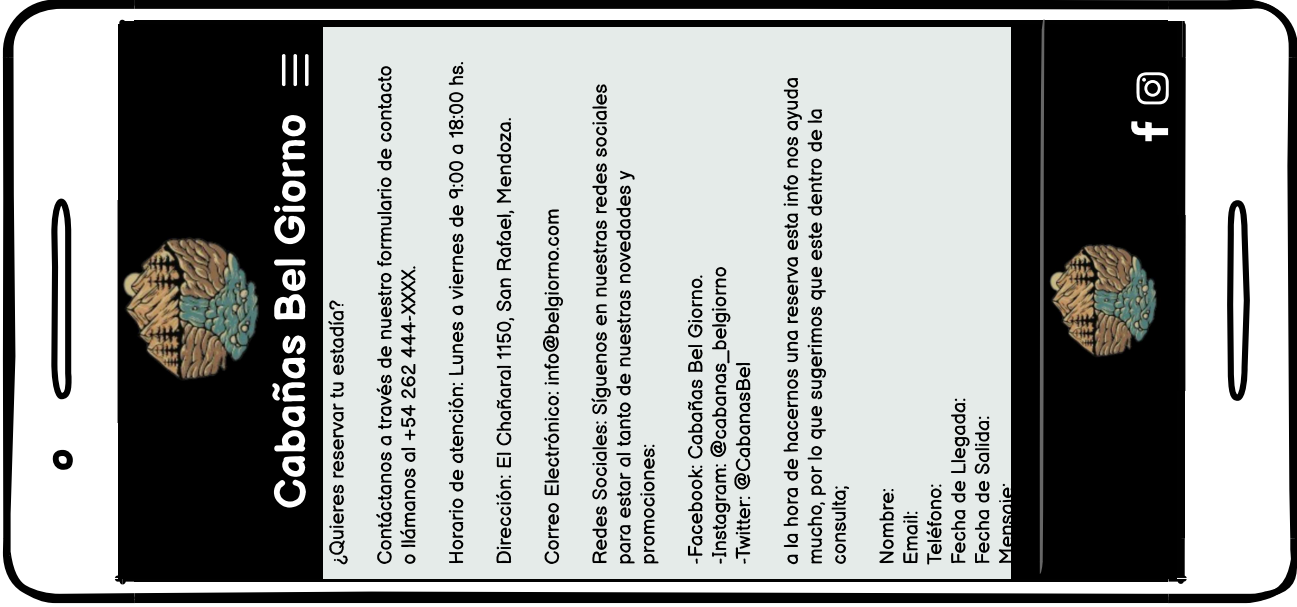 Cabañas Bel Giorno
¿Quieres reservar tu estadía?
Contáctanos a través de nuestro formulario de contacto
o llámanos al +54 262 444-XXXX.
Horario de atención: Lunes a viernes de 9:00 a 18:00 hs.
Dirección: El Chañaral 1150, San Rafael, Mendoza.
Correo Electrónico: info@belgiorno.com
Redes Sociales: Síguenos en nuestras redes sociales
para estar al tanto de nuestras novedades y
promociones:
-Facebook: Cabañas Bel Giorno.
-Instagram: @cabanas_belgiorno
-Twitter: @CabanasBel
a la hora de hacernos una reserva esta info nos ayuda
mucho, por lo que sugerimos que este dentro de la
consulta;
Nombre:
Email:
Teléfono:
Fecha de Llegada:
Fecha de Salida:
Mensaje: